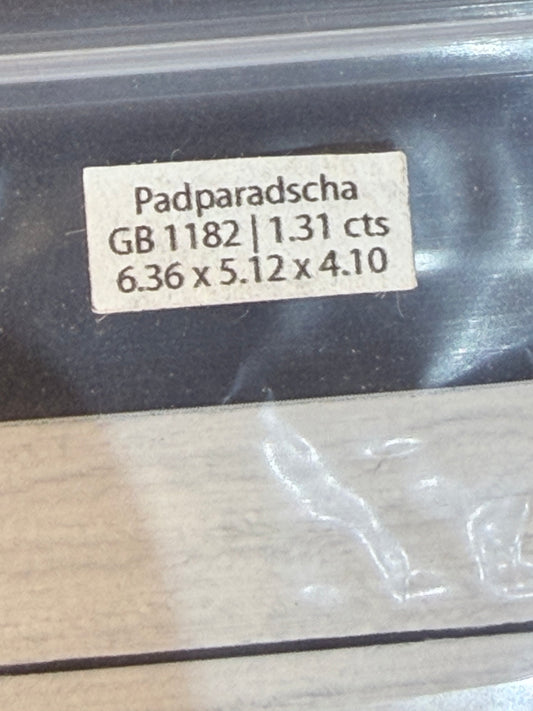 Padparadscha
GB 1182 | 1.31 cts
6.36 x 5.12 x 4.10